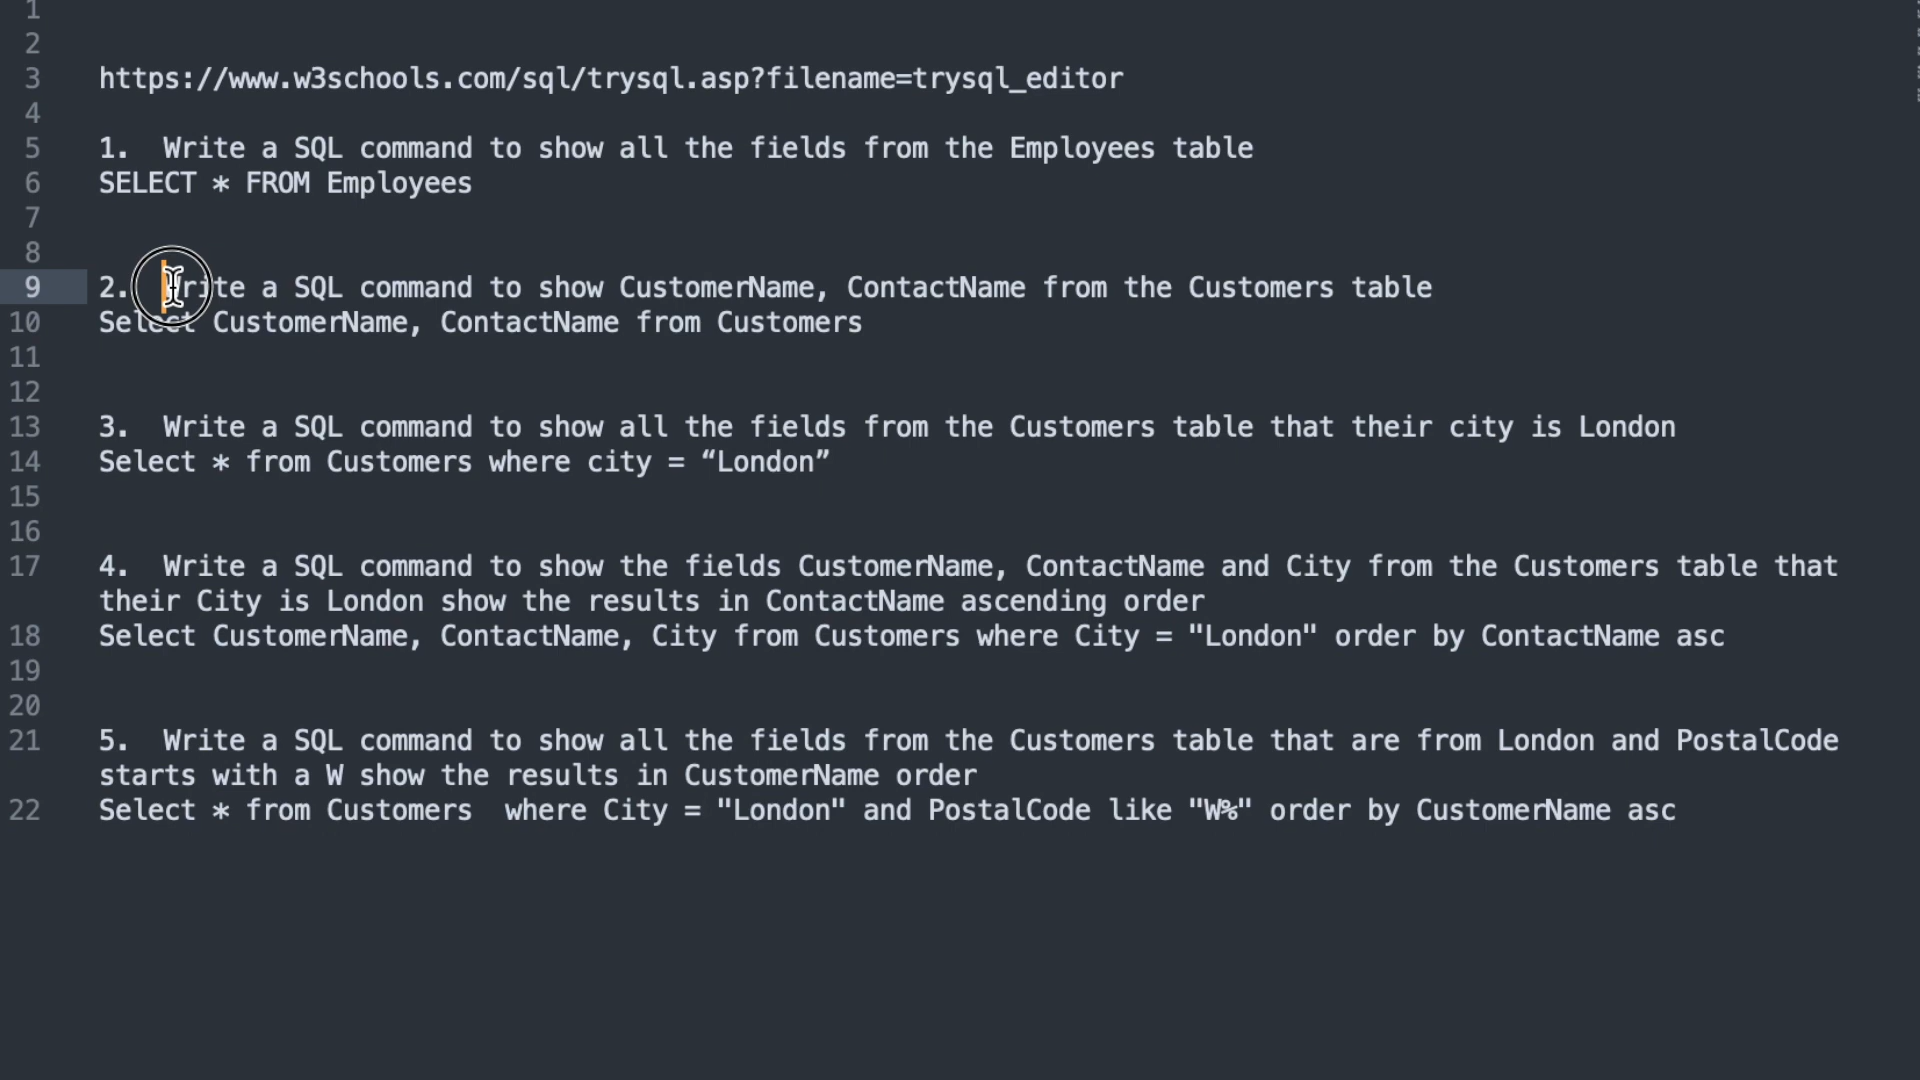 1
2
3 https://www.w3schools.com/sql/trysql.asp?filename=trysql_editor
4
5 1.  Write a SQL command to show all the fields from the Employees table
6 SELECT * FROM Employees
7
8
9 2.  Write a SQL command to show CustomerName, ContactName from the Customers table
10 Select CustomerName, ContactName from Customers
11
12
13 3.  Write a SQL command to show all the fields from the Customers table that their city is London
14 Select * from Customers where city = “London”
15
16
17 4.  Write a SQL command to show the fields CustomerName, ContactName and City from the Customers table that
their City is London show the results in ContactName ascending order
18 Select CustomerName, ContactName, City from Customers where City = "London" order by ContactName asc
19
20
21 5.  Write a SQL command to show all the fields from the Customers table that are from London and PostalCode
starts with a W show the results in CustomerName order
22 Select * from Customers  where City = "London" and PostalCode like "W%" order by CustomerName asc